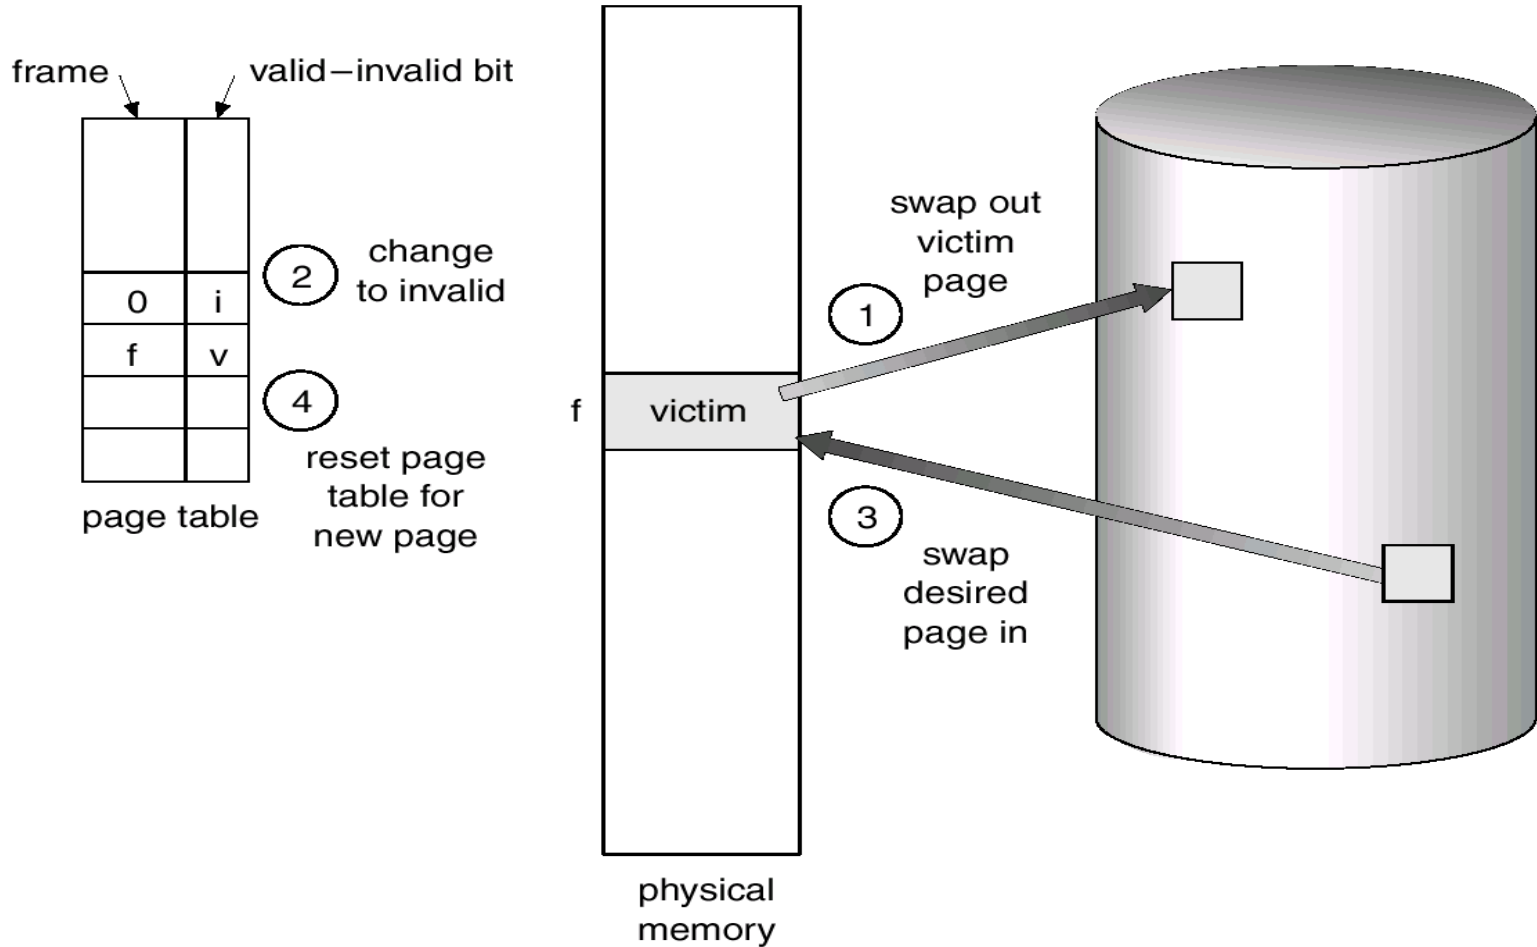 frame
valid–invalid bit
0
i
f
v
2
change
to invalid
4
reset page
table for
new page
page table
f
victim
physical
memory
swap out
victim
page
1
3
swap
desired
page in